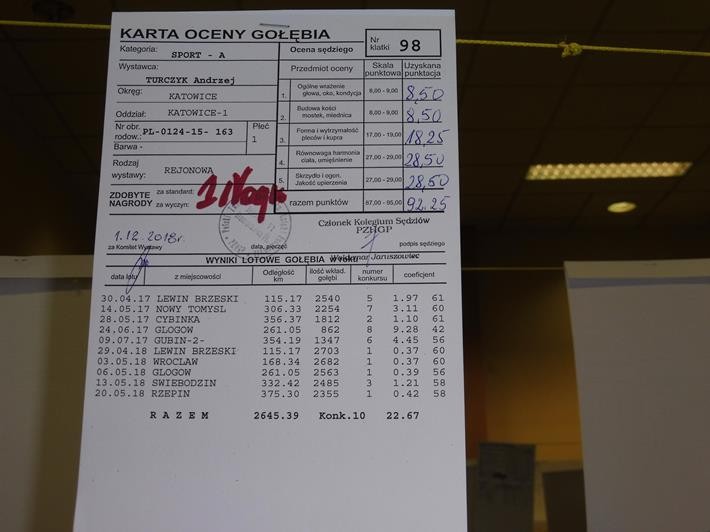 KARTA OCENY GOŁĘBIA
Nr klatki 98
Kategoria: SPORT - A
Wystawca:
TURCZYK Andrzej
Okręg: KATOWICE
Oddział: KATOWICE-1
Nr obr. rodow.: PL-0124-15- 163
Płeć 1
Barwa -
Rodzaj wystawy: REJONOWA
ZDOBYTE NAGRODY
za standard:
za wyczyn:
Ocena sędziego
Przedmiot oceny
Skala punktowa
Uzyskana punktacja
1. Ogólne wrażenie głowa, oko, kondycja 8,00 - 9,00 8,50
2. Budowa kości mostek, miednica 8,00 - 9,00 8,50
3. Forma i wytrzymałość pleców i kupra 17,00 - 19,00 18,25
4. Równowaga harmonia ciała, umięśnienie 27,00 - 29,00 28,50
5. Skrzydło i ogon. Jakość upierzenia 27,00 - 29,00 28,50
razem punktów 87,00 - 95,00 92,25
1.12.2018r.
za Komitet Wystawy
data, pieczęć
Członek Kolegium Sędziów
PZHGP
podpis sędziego
Waldemar Jaruszowiec
WYNIKI LOTOWE GOŁĘBIA w roku
data lotu z miejscowości Odległość km ilość wkład. gołębi numer konkursu coeficent
30.04.17 LEWIN BRZESKI 115.17 2540 5 1.97 61
14.05.17 NOWY TOMYSL 306.33 2254 7 3.11 60
28.05.17 CYBINKA 356.37 1812 2 1.10 61
24.06.17 GLOGOW 261.05 862 8 9.28 42
09.07.17 GUBIN-2- 354.19 1347 6 4.45 56
29.04.18 LEWIN BRZESKI 115.17 2703 1 0.37 60
03.05.18 WROCLAW 168.34 2682 1 0.37 60
06.05.18 GLOGOW 261.05 2563 1 0.39 56
13.05.18 SWIEBODZIN 332.42 2485 3 1.21 58
20.05.18 RZEPIN 375.30 2355 1 0.42 58
R A Z E M 2645.39 Konk.10 22.67